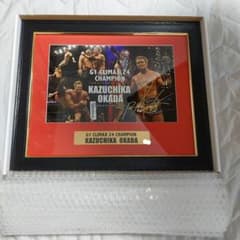 G1 CLIMAX 24
CHAMPION
KAZUCHIKA
OKADA
G1 CLIMAX 24 CHAMPION
KAZUCHIKA OKADA